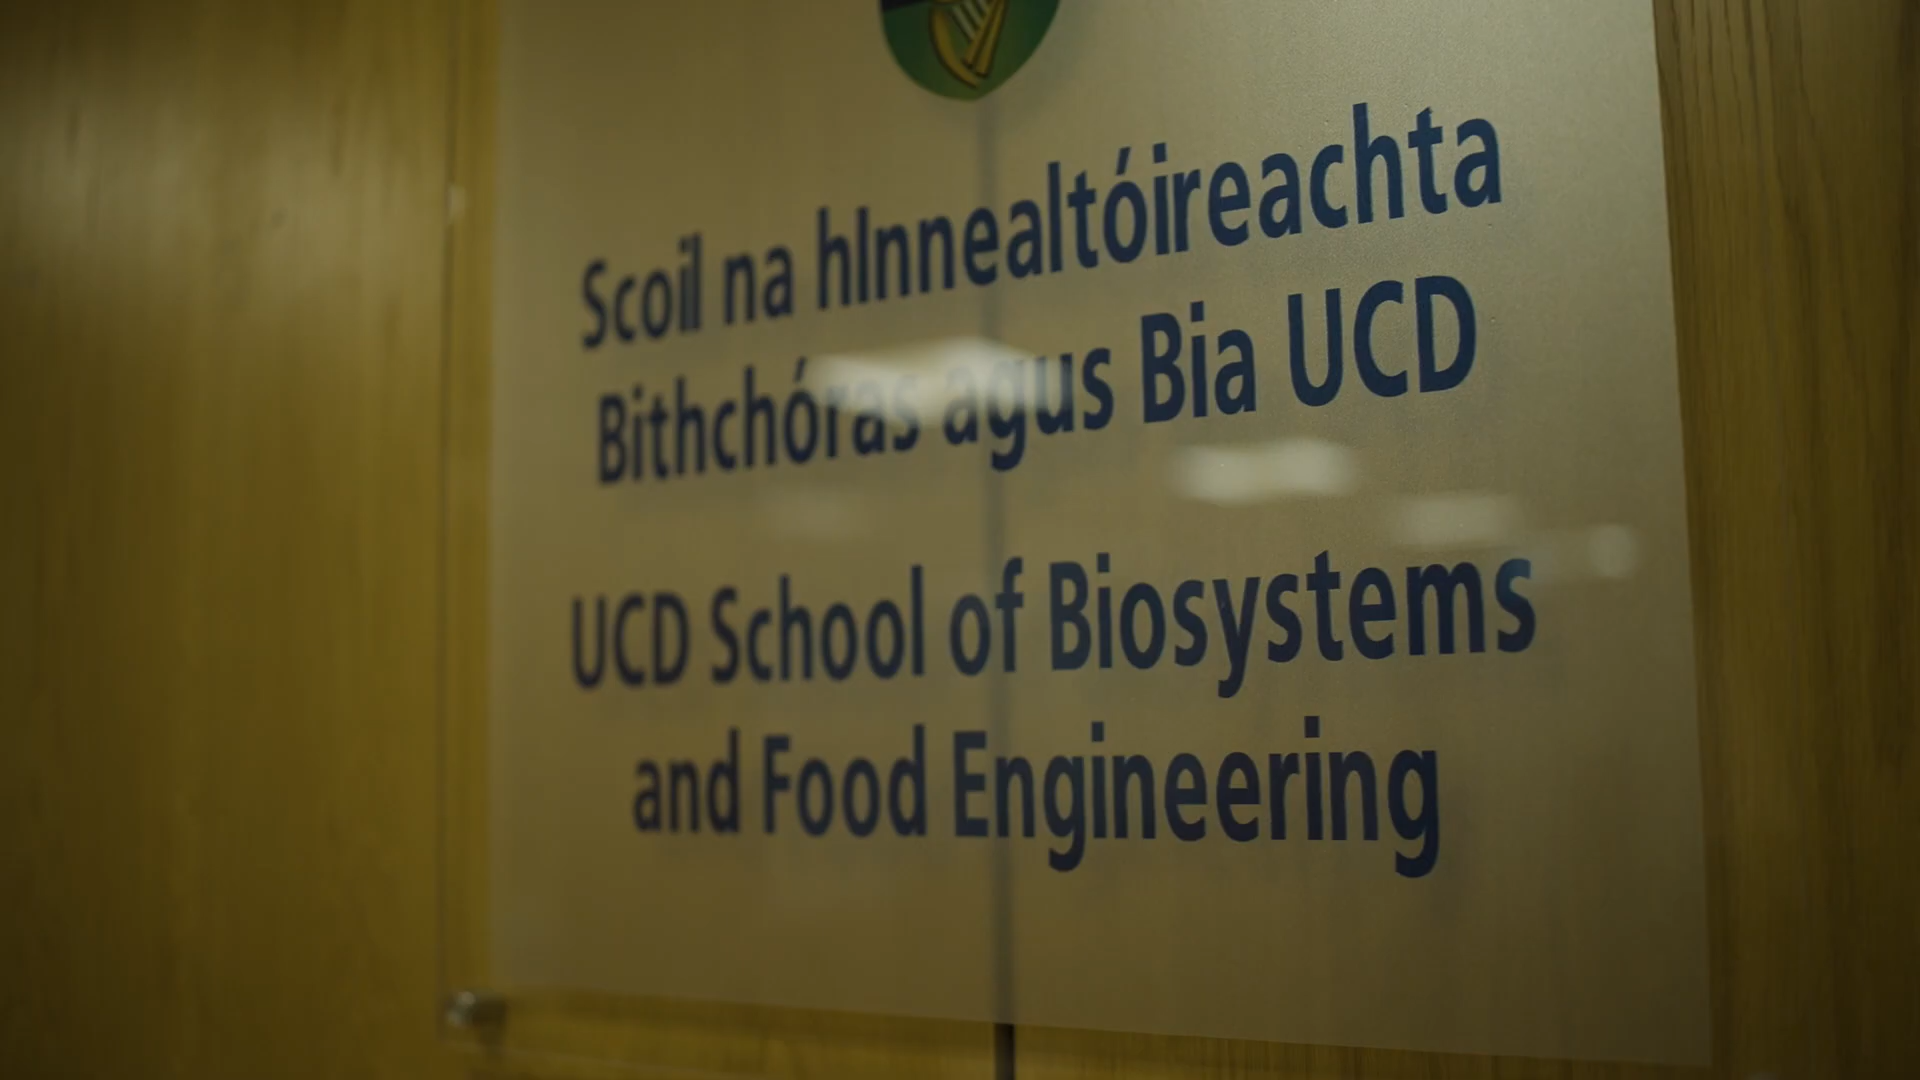 Scoil na hInnealtóireachta
Bithchóras agus Bia UCD
UCD School of Biosystems
and Food Engineering